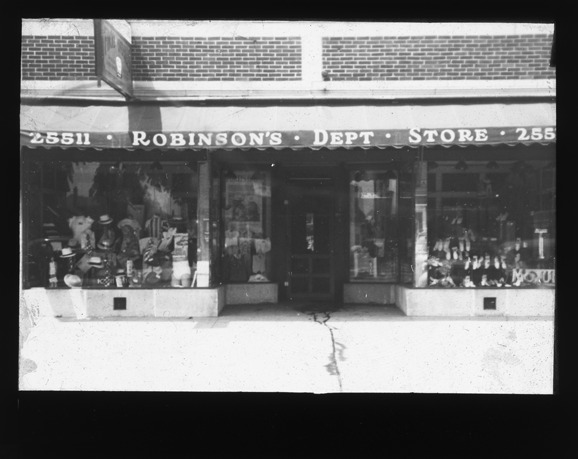 25511 • ROBINSON'S • DEPT • STORE • 255